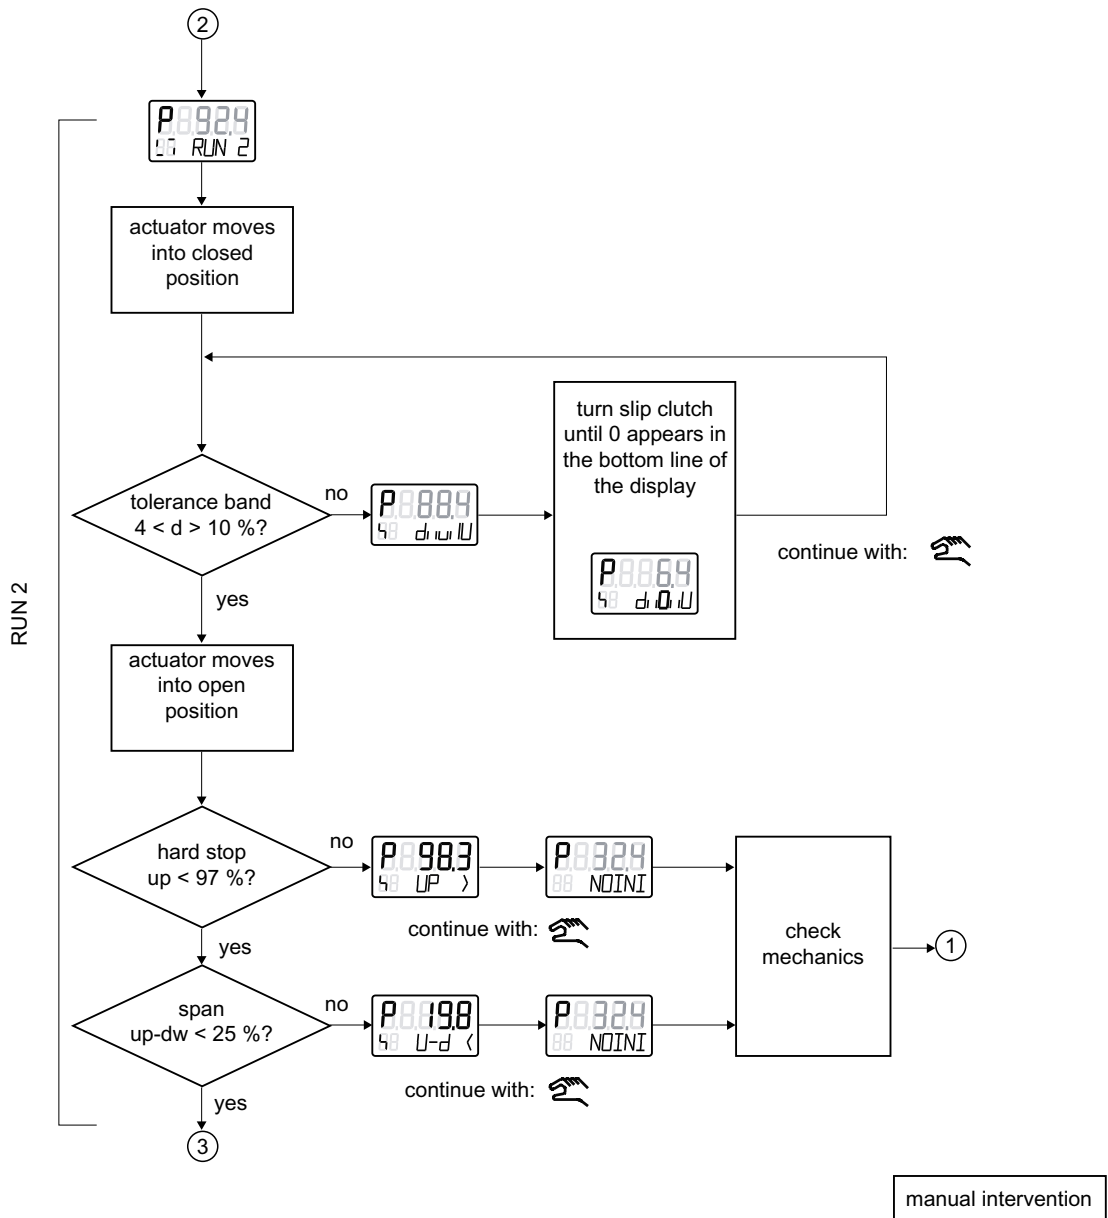 2
P 92.4
RUN 2
actuator moves
into closed
position
tolerance band
4 < d > 10 %?
no
P 88.4
turn slip clutch
until 0 appears in
the bottom line of
the display
P 6.4
continue with:
yes
RUN 2
actuator moves
into open
position
hard stop
up < 97 %?
no
P 98.3
UP >
P 32.4
NOINI
continue with:
check
mechanics
1
yes
span
up-dw < 25 %?
no
P 19.8
U-d <
P 32.4
NOINI
continue with:
yes
3
manual intervention